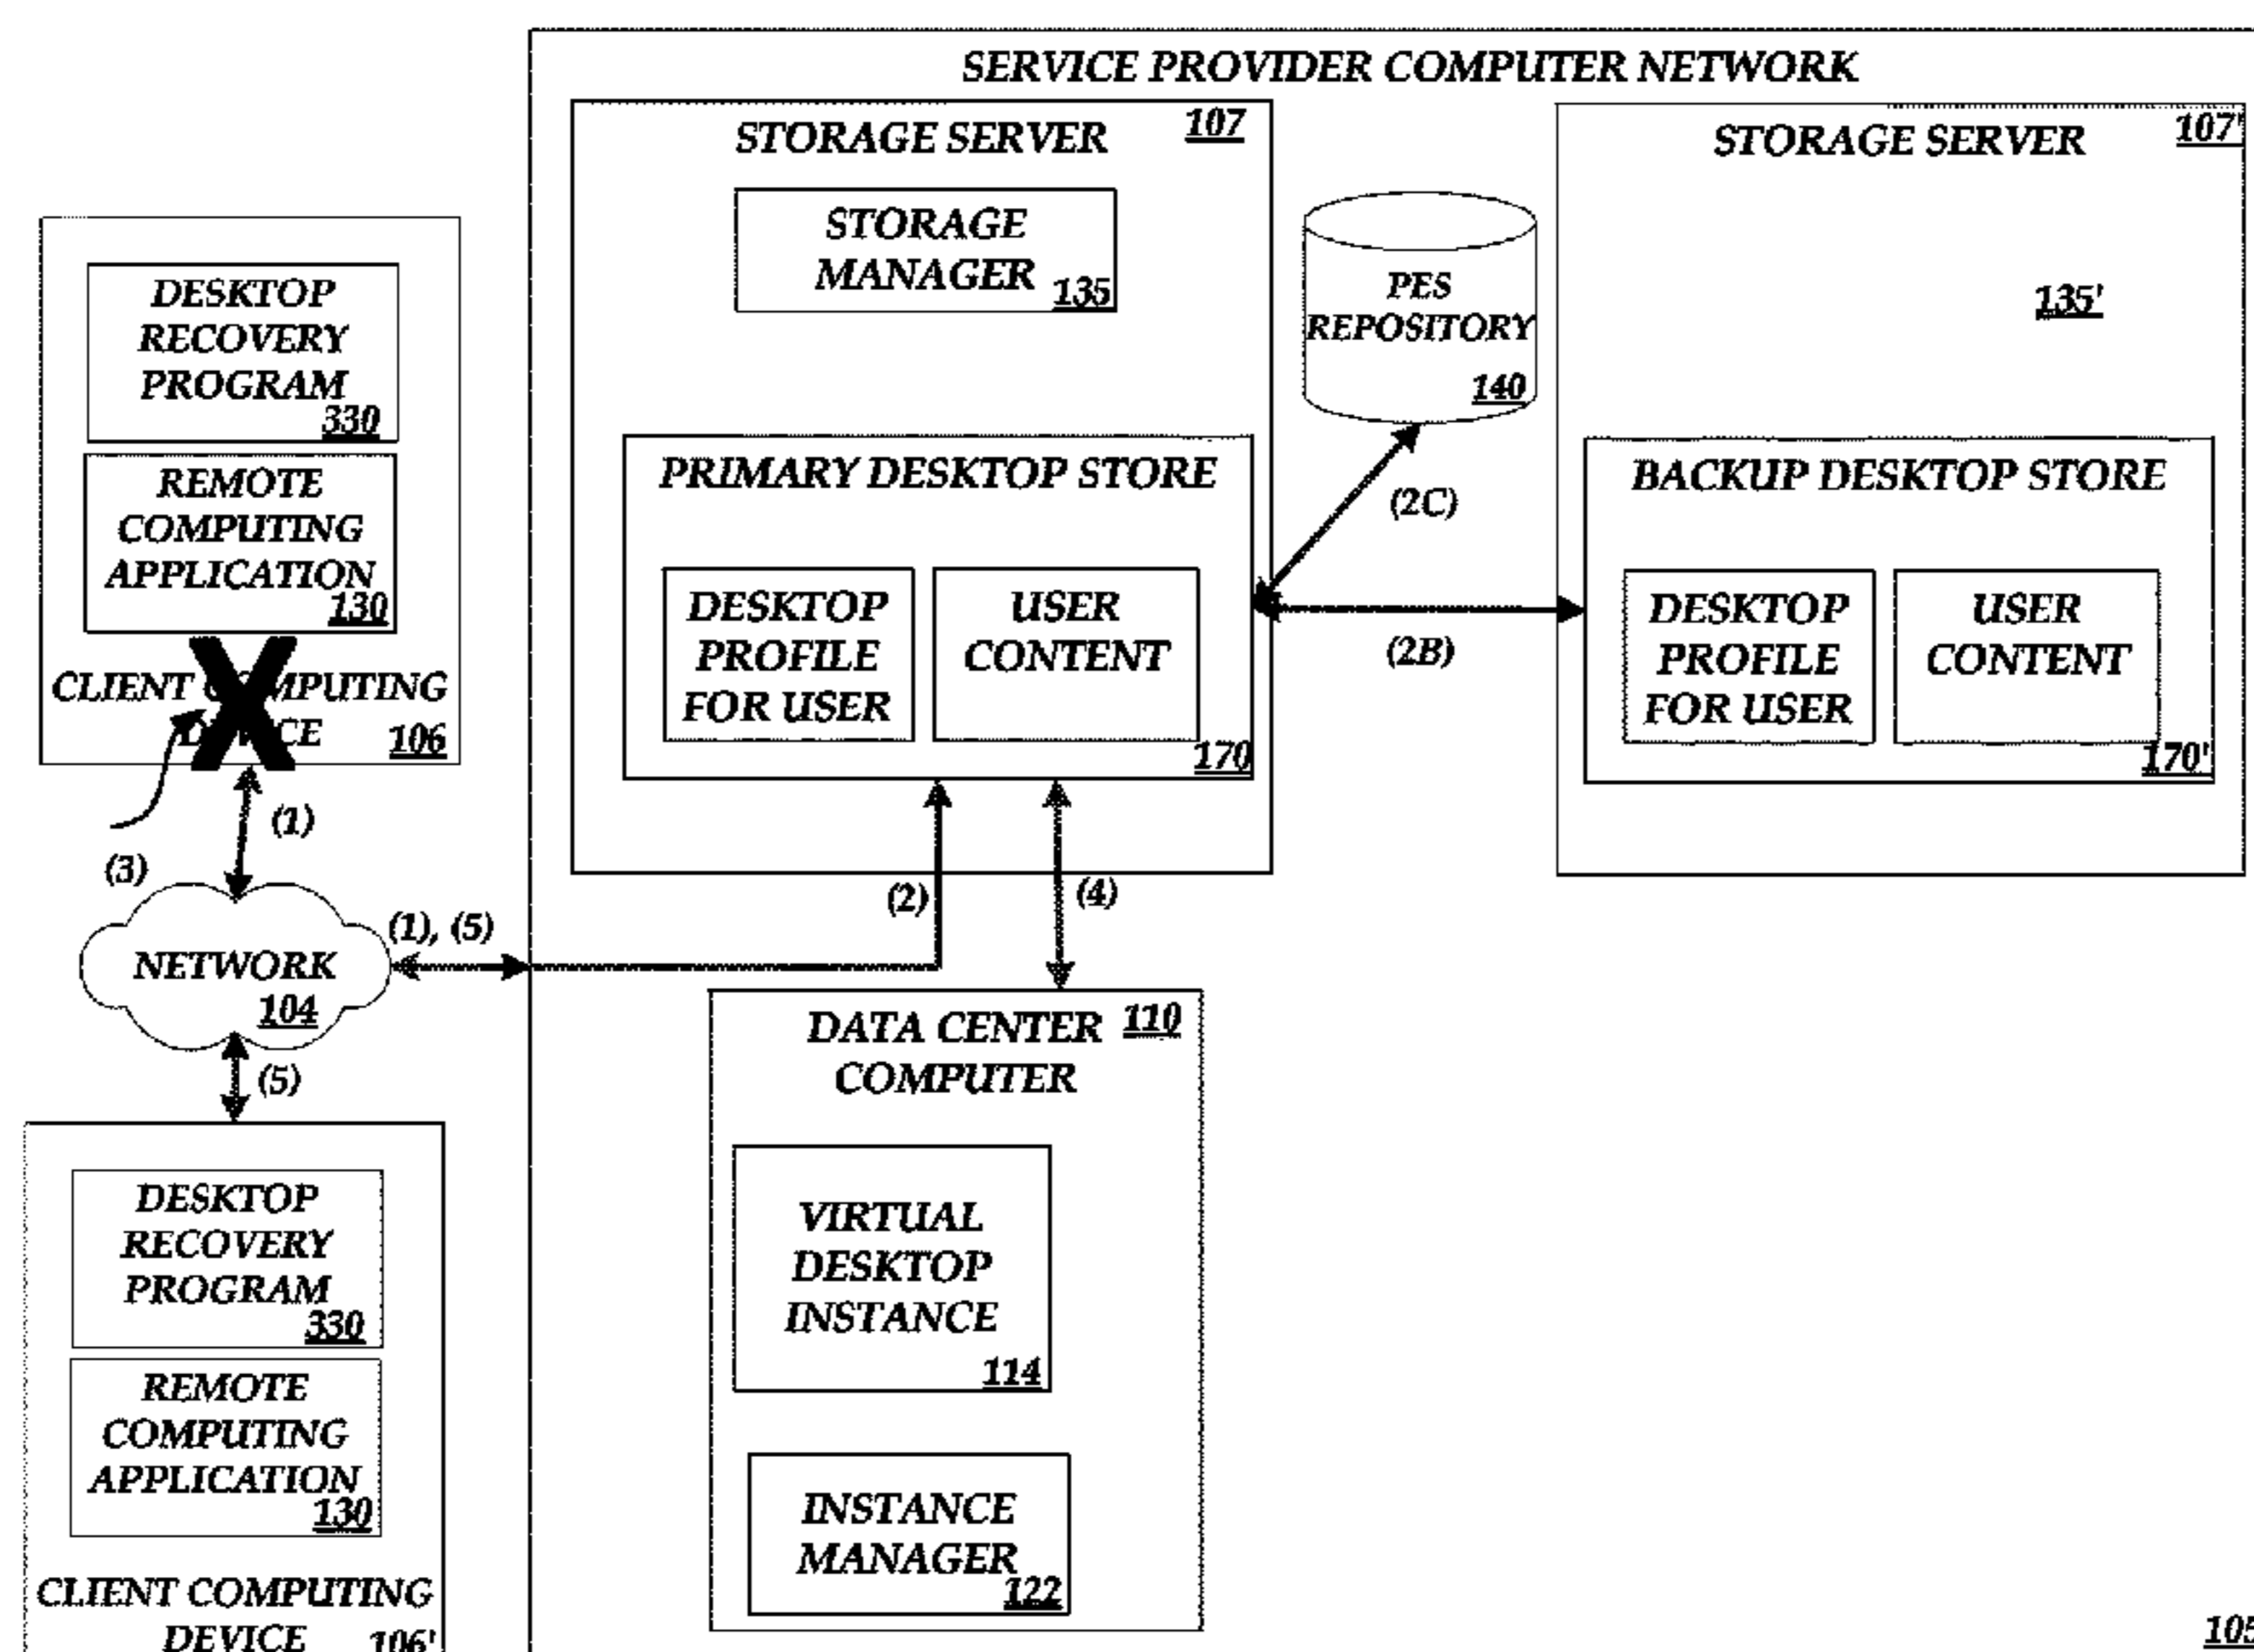 SERVICE PROVIDER COMPUTER NETWORK
STORAGE SERVER 107
STORAGE
MANAGER 135
PRIMARY DESKTOP STORE
DESKTOP
PROFILE
FOR USER
USER
CONTENT
170
PES
REPOSITORY
140
(2C)
(2B)
STORAGE SERVER 107'
135'
BACKUP DESKTOP STORE
DESKTOP
PROFILE
FOR USER
USER
CONTENT
170'
DESKTOP
RECOVERY
PROGRAM
330
REMOTE
COMPUTING
APPLICATION
130
CLIENT COMPUTING
DEVICE 106
(1)
(3)
NETWORK
104
(1), (5)
(2)
(4)
(5)
DESKTOP
RECOVERY
PROGRAM
330
REMOTE
COMPUTING
APPLICATION
130
CLIENT COMPUTING
DEVICE 106'
DATA CENTER 110
COMPUTER
VIRTUAL
DESKTOP
INSTANCE
114
INSTANCE
MANAGER
122
105